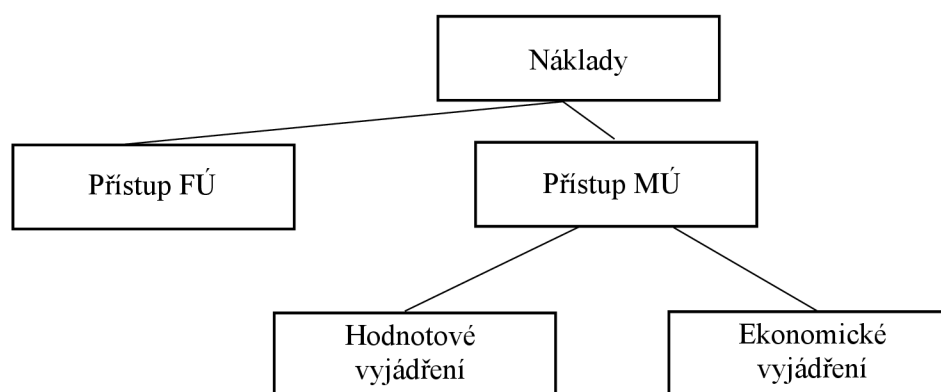 Náklady
Přístup FÚ
Přístup MÚ
Hodnotové
vyjádření
Ekonomické
vyjádření